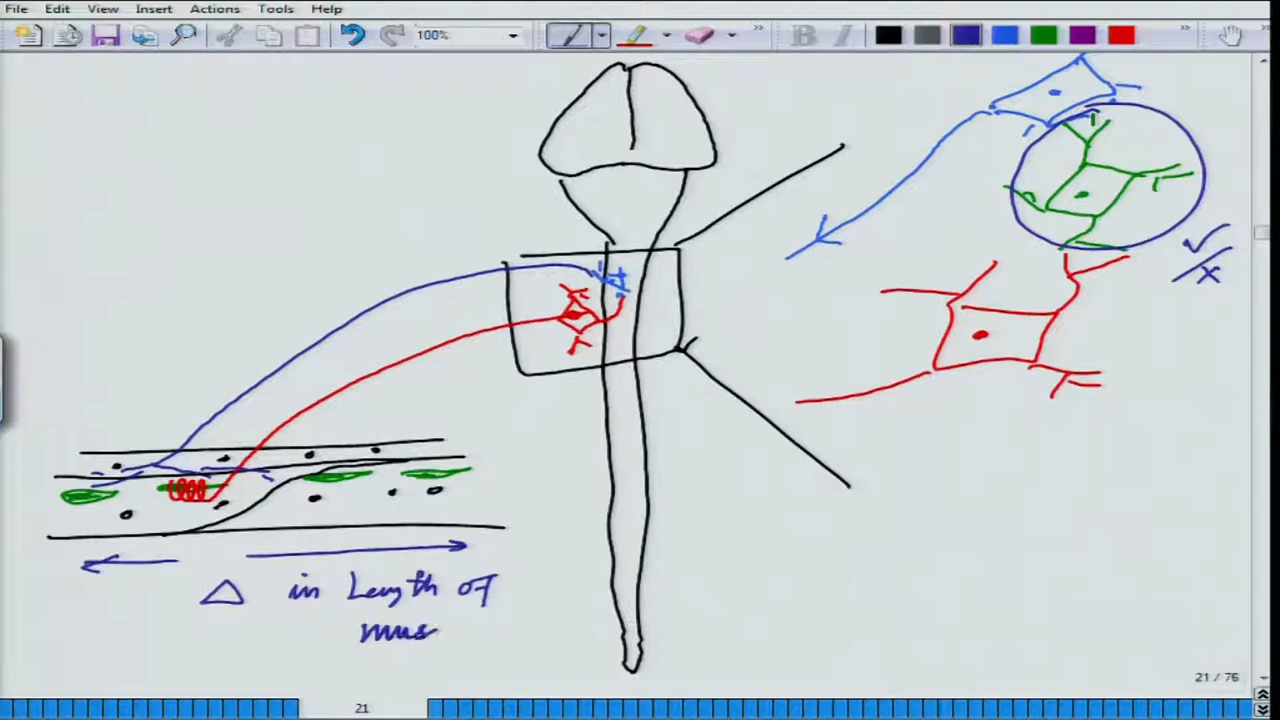 File Edit View Insert Actions Tools Help
100%
B I
Δ in Length of
mus
21 / 76
21